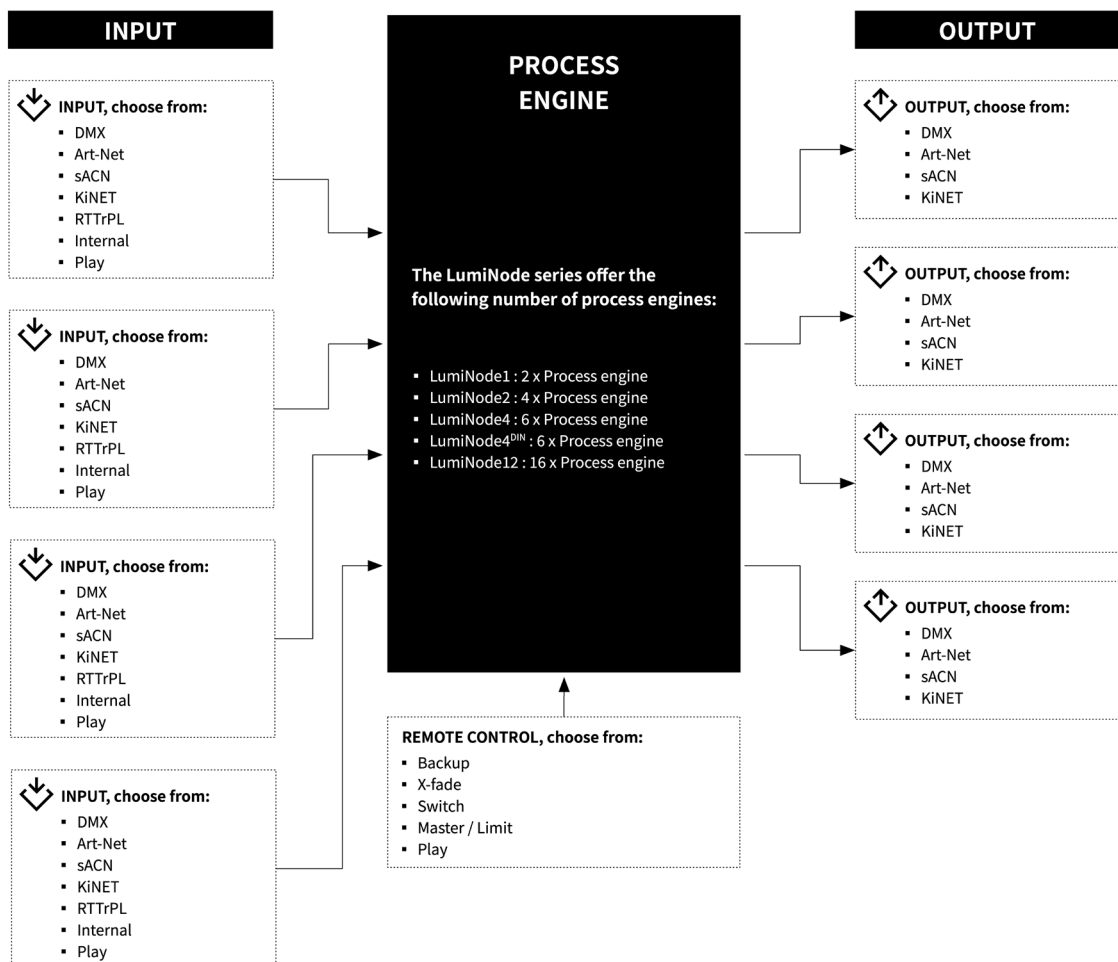 INPUT
INPUT, choose from:
▪ DMX
▪ Art-Net
▪ sACN
▪ KiNET
▪ RTTrPL
▪ Internal
▪ Play
INPUT, choose from:
▪ DMX
▪ Art-Net
▪ sACN
▪ KiNET
▪ RTTrPL
▪ Internal
▪ Play
INPUT, choose from:
▪ DMX
▪ Art-Net
▪ sACN
▪ KiNET
▪ RTTrPL
▪ Internal
▪ Play
INPUT, choose from:
▪ DMX
▪ Art-Net
▪ sACN
▪ KiNET
▪ RTTrPL
▪ Internal
▪ Play
PROCESS
ENGINE
The LumiNode series offer the
following number of process engines:
▪ LumiNode1 : 2 x Process engine
▪ LumiNode2 : 4 x Process engine
▪ LumiNode4 : 6 x Process engine
▪ LumiNode4ᴰᴵᴺ : 6 x Process engine
▪ LumiNode12 : 16 x Process engine
REMOTE CONTROL, choose from:
▪ Backup
▪ X-fade
▪ Switch
▪ Master / Limit
▪ Play
OUTPUT
OUTPUT, choose from:
▪ DMX
▪ Art-Net
▪ sACN
▪ KiNET
OUTPUT, choose from:
▪ DMX
▪ Art-Net
▪ sACN
▪ KiNET
OUTPUT, choose from:
▪ DMX
▪ Art-Net
▪ sACN
▪ KiNET
OUTPUT, choose from:
▪ DMX
▪ Art-Net
▪ sACN
▪ KiNET